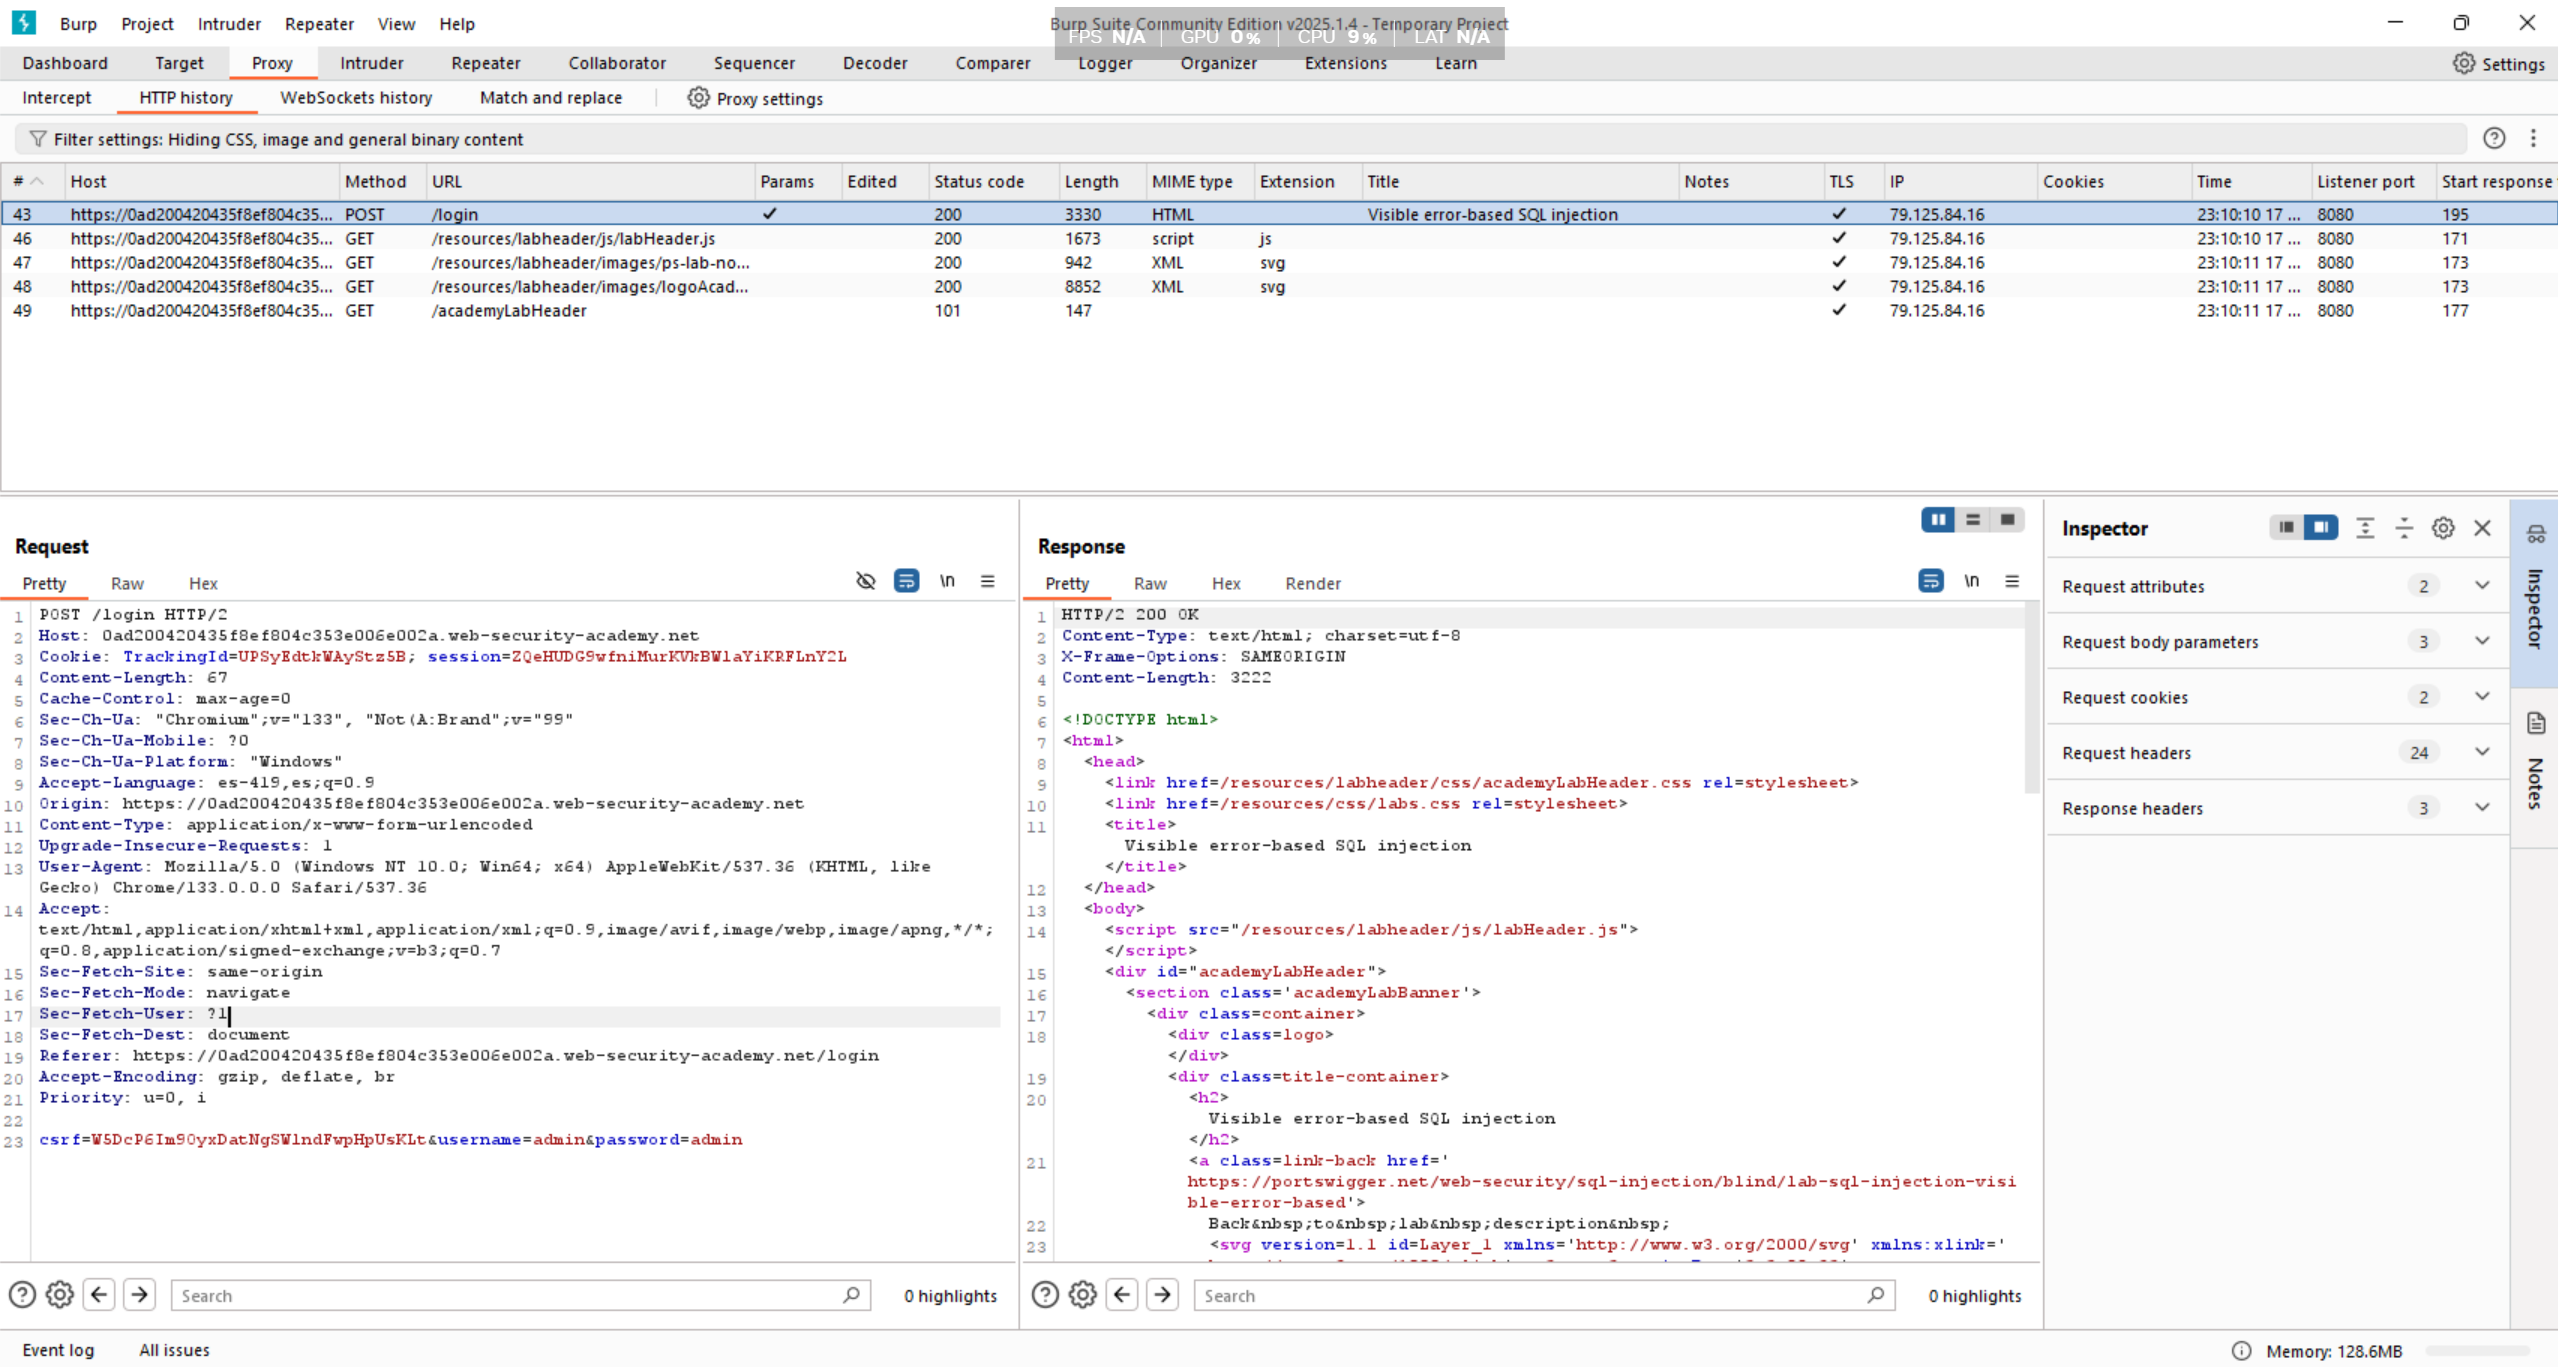 Burp Project Intruder Repeater View Help Burp Suite Community Edition v2025.1.4 - Temporary Project
FPS N/A GPU 0% CPU 9% LAT N/A
Dashboard Target Proxy Intruder Repeater Collaborator Sequencer Decoder Comparer Logger Organizer Extensions Learn Settings
Intercept HTTP history WebSockets history Match and replace Proxy settings
Filter settings: Hiding CSS, image and general binary content
# Host Method URL Params Edited Status code Length MIME type Extension Title Notes TLS IP Cookies Time Listener port Start response
43 https://0ad200420435f8ef804c35... POST /login ✓ 200 3330 HTML Visible error-based SQL injection ✓ 79.125.84.16 23:10:10 17 ... 8080 195
46 https://0ad200420435f8ef804c35... GET /resources/labheader/js/labHeader.js 200 1673 script js ✓ 79.125.84.16 23:10:10 17 ... 8080 171
47 https://0ad200420435f8ef804c35... GET /resources/labheader/images/ps-lab-no... 200 942 XML svg ✓ 79.125.84.16 23:10:11 17 ... 8080 173
48 https://0ad200420435f8ef804c35... GET /resources/labheader/images/logoAcad... 200 8852 XML svg ✓ 79.125.84.16 23:10:11 17 ... 8080 173
49 https://0ad200420435f8ef804c35... GET /academyLabHeader 101 147 ✓ 79.125.84.16 23:10:11 17 ... 8080 177
Request
Pretty Raw Hex \n
1 POST /login HTTP/2
2 Host: 0ad200420435f8ef804c353e006e002a.web-security-academy.net
3 Cookie: TrackingId=UPSyEdtkWAyStz5B; session=ZQeHUDG9wfniMurKVkBWlaYiKRFLnY2L
4 Content-Length: 67
5 Cache-Control: max-age=0
6 Sec-Ch-Ua: "Chromium";v="133", "Not(A:Brand";v="99"
7 Sec-Ch-Ua-Mobile: ?0
8 Sec-Ch-Ua-Platform: "Windows"
9 Accept-Language: es-419,es;q=0.9
10 Origin: https://0ad200420435f8ef804c353e006e002a.web-security-academy.net
11 Content-Type: application/x-www-form-urlencoded
12 Upgrade-Insecure-Requests: 1
13 User-Agent: Mozilla/5.0 (Windows NT 10.0; Win64; x64) AppleWebKit/537.36 (KHTML, like
Gecko) Chrome/133.0.0.0 Safari/537.36
14 Accept:
text/html,application/xhtml+xml,application/xml;q=0.9,image/avif,image/webp,image/apng,*/*;
q=0.8,application/signed-exchange;v=b3;q=0.7
15 Sec-Fetch-Site: same-origin
16 Sec-Fetch-Mode: navigate
17 Sec-Fetch-User: ?1
18 Sec-Fetch-Dest: document
19 Referer: https://0ad200420435f8ef804c353e006e002a.web-security-academy.net/login
20 Accept-Encoding: gzip, deflate, br
21 Priority: u=0, i
22
23 csrf=W5DcP6Im90yxDatNgSWlndFwpHpUsKLt&username=admin&password=admin
Search 0 highlights
Response
Pretty Raw Hex Render \n
1 HTTP/2 200 OK
2 Content-Type: text/html; charset=utf-8
3 X-Frame-Options: SAMEORIGIN
4 Content-Length: 3222
5
6 <!DOCTYPE html>
7 <html>
8 <head>
9 <link href=/resources/labheader/css/academyLabHeader.css rel=stylesheet>
10 <link href=/resources/css/labs.css rel=stylesheet>
11 <title>
Visible error-based SQL injection
</title>
12 </head>
13 <body>
14 <script src="/resources/labheader/js/labHeader.js">
</script>
15 <div id="academyLabHeader">
16 <section class='academyLabBanner'>
17 <div class=container>
18 <div class=logo>
</div>
19 <div class=title-container>
20 <h2>
Visible error-based SQL injection
</h2>
21 <a class=link-back href='
https://portswigger.net/web-security/sql-injection/blind/lab-sql-injection-visi
ble-error-based'>
22 Back&nbsp;to&nbsp;lab&nbsp;description&nbsp;
23 <svg version=1.1 id=Layer_1 xmlns='http://www.w3.org/2000/svg' xmlns:xlink='
Search 0 highlights
Inspector
Request attributes 2
Request body parameters 3
Request cookies 2
Request headers 24
Response headers 3
Inspector
Notes
Event log All issues Memory: 128.6MB